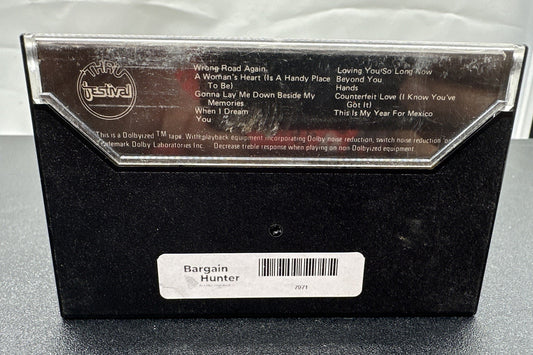 THRU
festival
Wrong Road Again
A Woman's Heart (Is A Handy Place
To Be)
Gonna Lay Me Down Beside My
Memories
When I Dream
You
Loving You So Long Now
Beyond You
Hands
Counterfeit Love (I Know You've
Got It)
This Is My Year For Mexico
This is a Dolbyized TM tape. With playback equipment incorporating Dolby noise reduction, switch noise reduction 'on
Trademark Dolby Laboratories Inc. Decrease treble response when playing on non Dolbyized equipment
Bargain
Hunter
7971